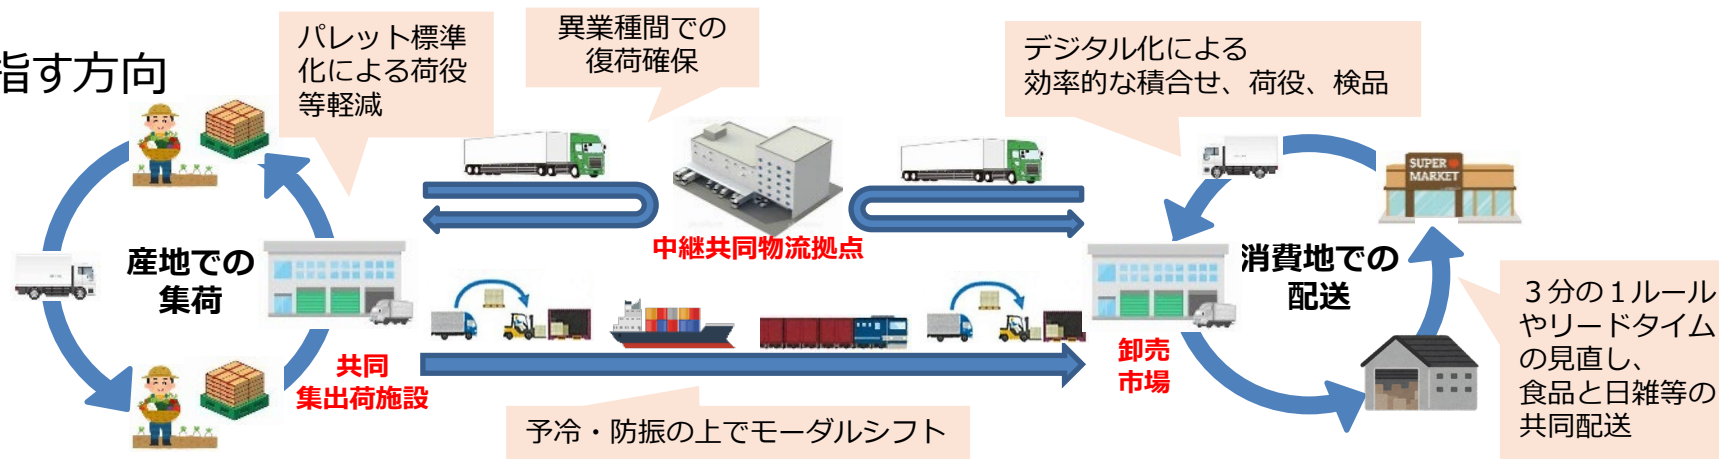 指す方向
パレット標準
化による荷役
等軽減
異業種間での
復荷確保
デジタル化による
効率的な積合せ、荷役、検品
SUPER
MARKET
産地での
集荷
中継共同物流拠点
消費地での
配送
共同
集出荷施設
卸売
市場
予冷・防振の上でモーダルシフト
３分の１ルール
やリードタイム
の見直し、
食品と日雑等の
共同配送